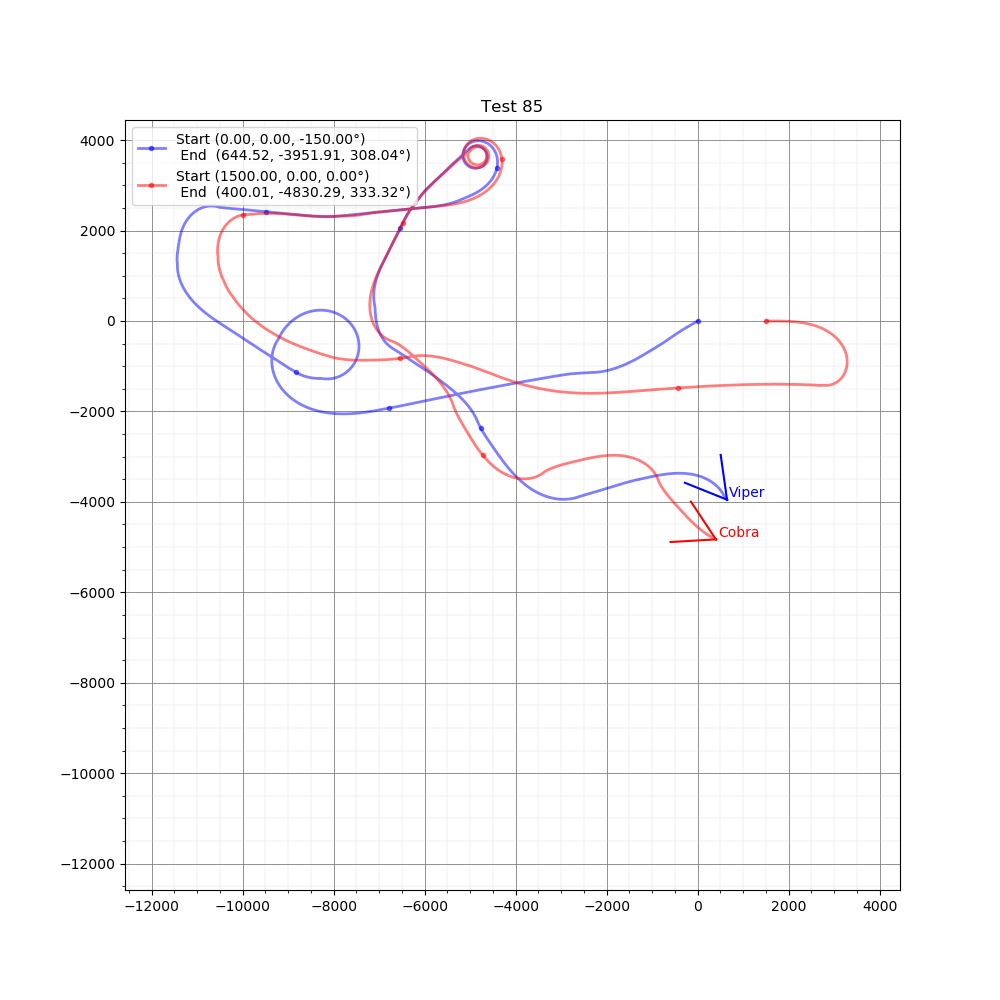 Test 85
Start (0.00, 0.00, -150.00°)
End (644.52, -3951.91, 308.04°)
Start (1500.00, 0.00, 0.00°)
End (400.01, -4830.29, 333.32°)
4000
2000
0
−2000
−4000
−6000
−8000
−10000
−12000
Viper
Cobra
−12000 −10000 −8000 −6000 −4000 −2000 0 2000 4000